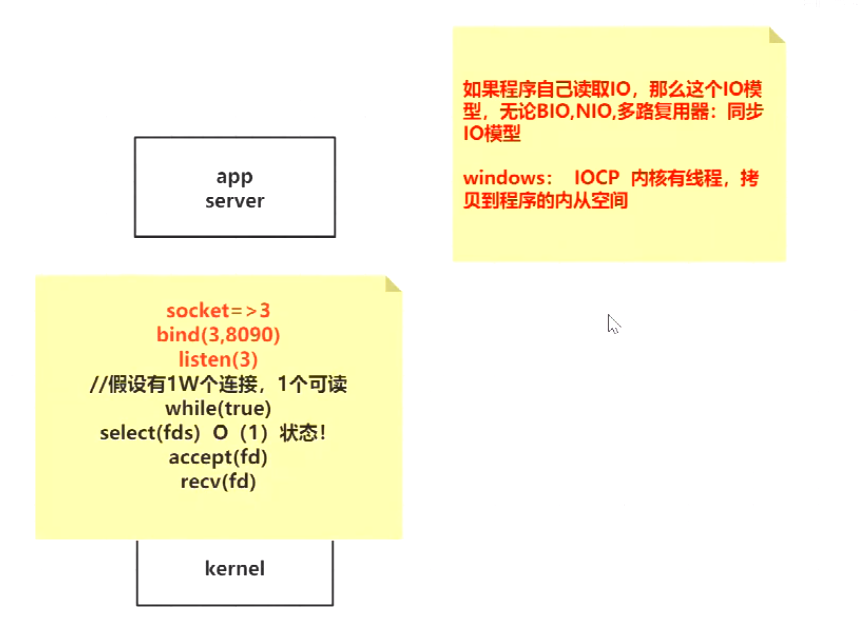 如果程序自己读取IO，那么这个IO模
型，无论BIO,NIO,多路复用器：同步
IO模型
windows： IOCP 内核有线程，拷
贝到程序的内从空间
app
server
socket=>3
bind(3,8090)
listen(3)
//假设有1W个连接，1个可读
while(true)
select(fds) O（1）状态！
accept(fd)
recv(fd)
kernel